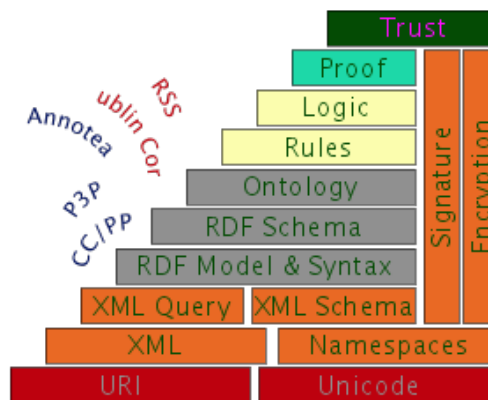 Trust
Proof
Logic
Rules
Ontology
RDF Schema
RDF Model & Syntax
XML Query XML Schema
XML Namespaces
URI Unicode
Signature
Encryption
RSS
ublin Cor
Annotea
P3P
CC/PP